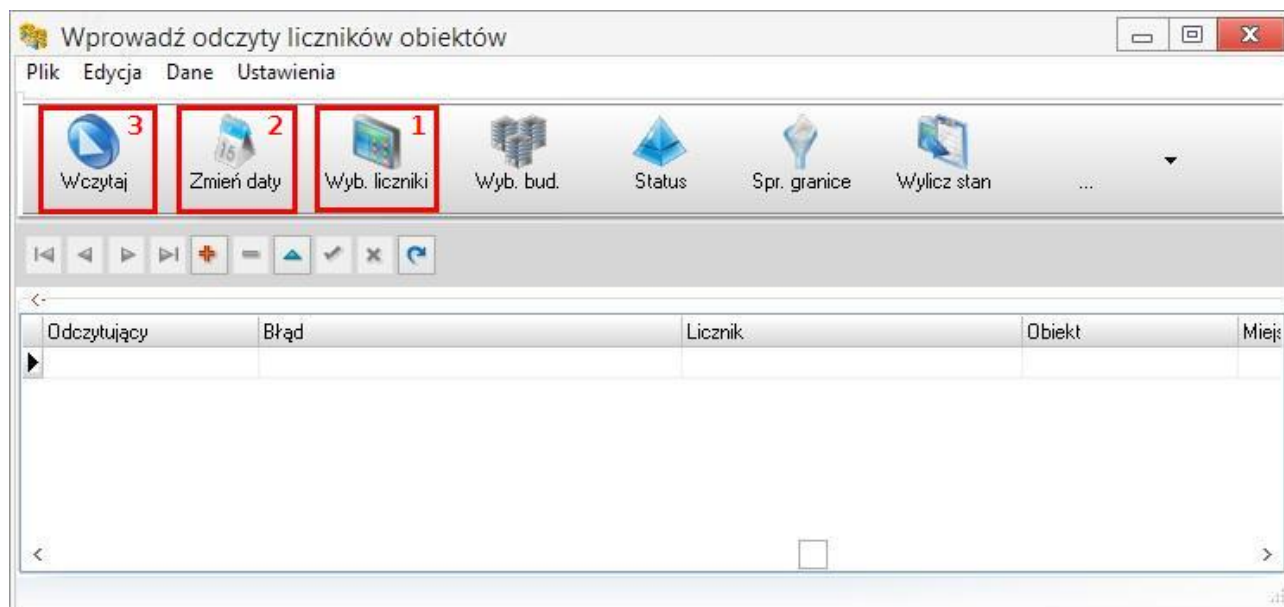 Wprowadź odczyty liczników obiektów
Plik Edycja Dane Ustawienia
3 2 1
Wczytaj Zmień daty Wyb. liczniki Wyb. bud. Status Spr. granice Wylicz stan ...
Odczytujący Błąd Licznik Obiekt Miejs